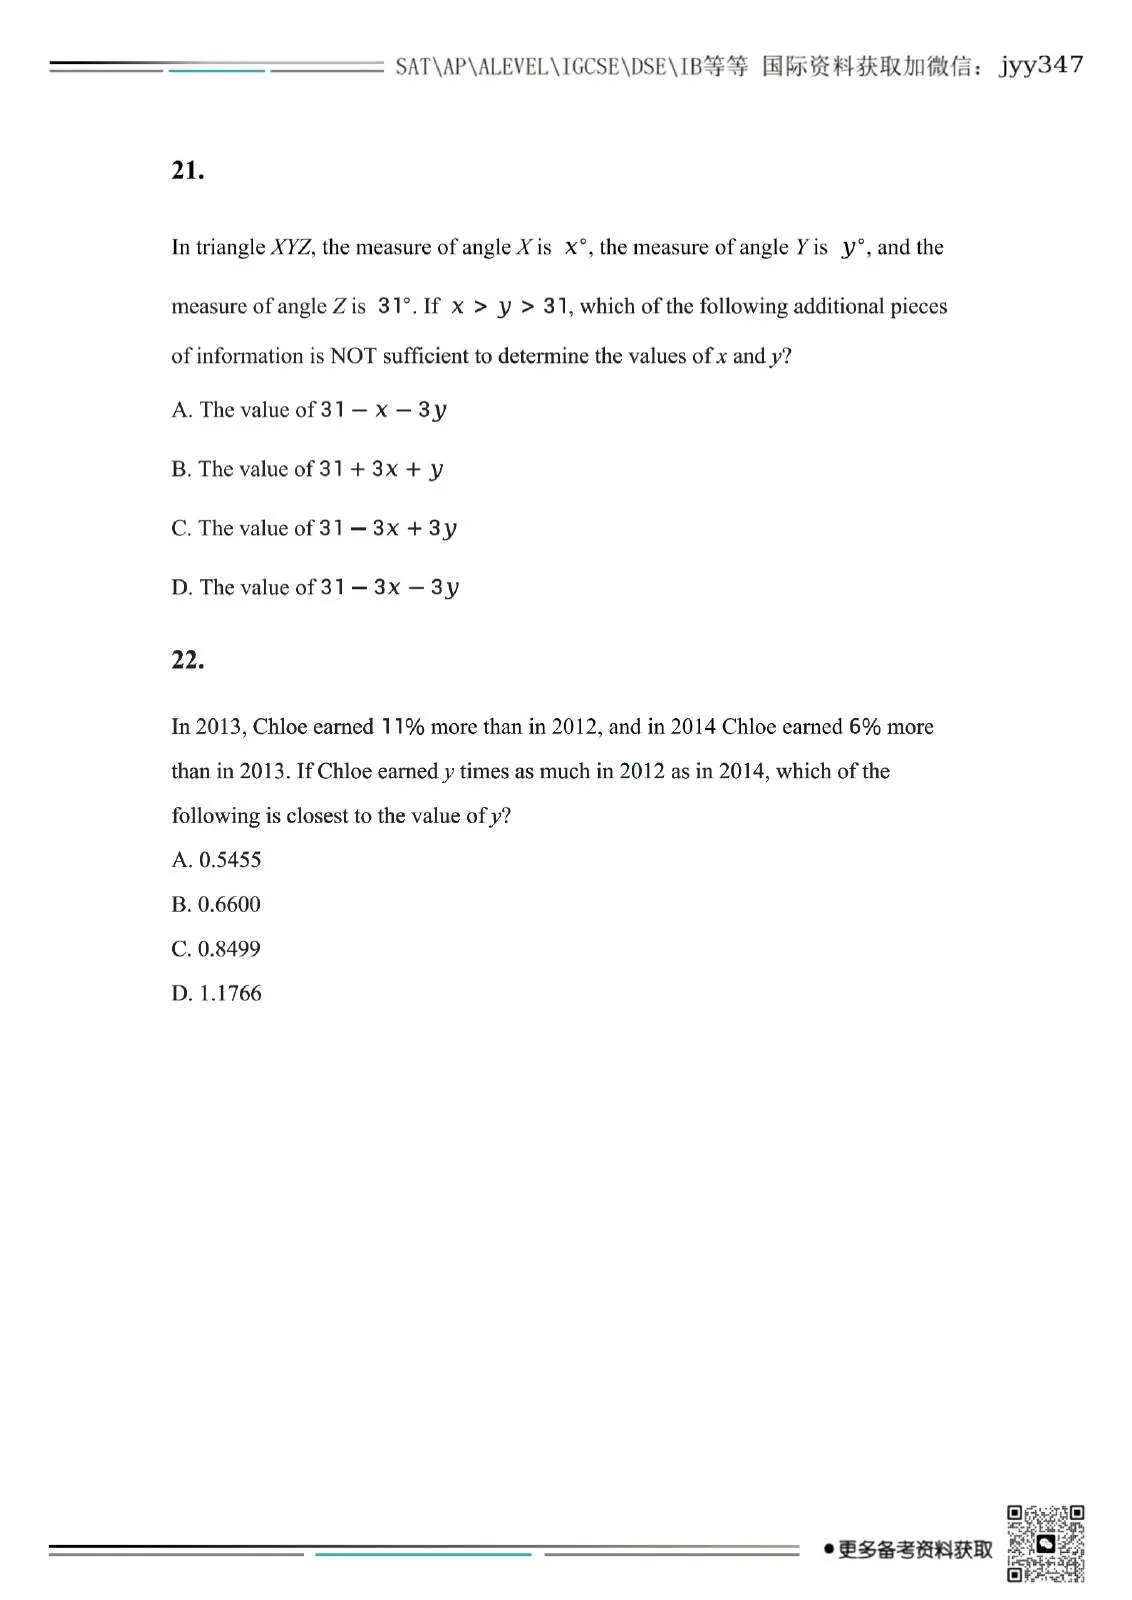 SAT\AP\ALEVEL\IGCSE\DSE\IB等等 国际资料获取加微信: jyy347
21.
In triangle XYZ, the measure of angle X is x°, the measure of angle Y is y°, and the
measure of angle Z is 31°. If x > y > 31, which of the following additional pieces
of information is NOT sufficient to determine the values of x and y?
A. The value of 31 − x − 3y
B. The value of 31 + 3x + y
C. The value of 31 − 3x + 3y
D. The value of 31 − 3x − 3y
22.
In 2013, Chloe earned 11% more than in 2012, and in 2014 Chloe earned 6% more
than in 2013. If Chloe earned y times as much in 2012 as in 2014, which of the
following is closest to the value of y?
A. 0.5455
B. 0.6600
C. 0.8499
D. 1.1766
●更多备考资料获取